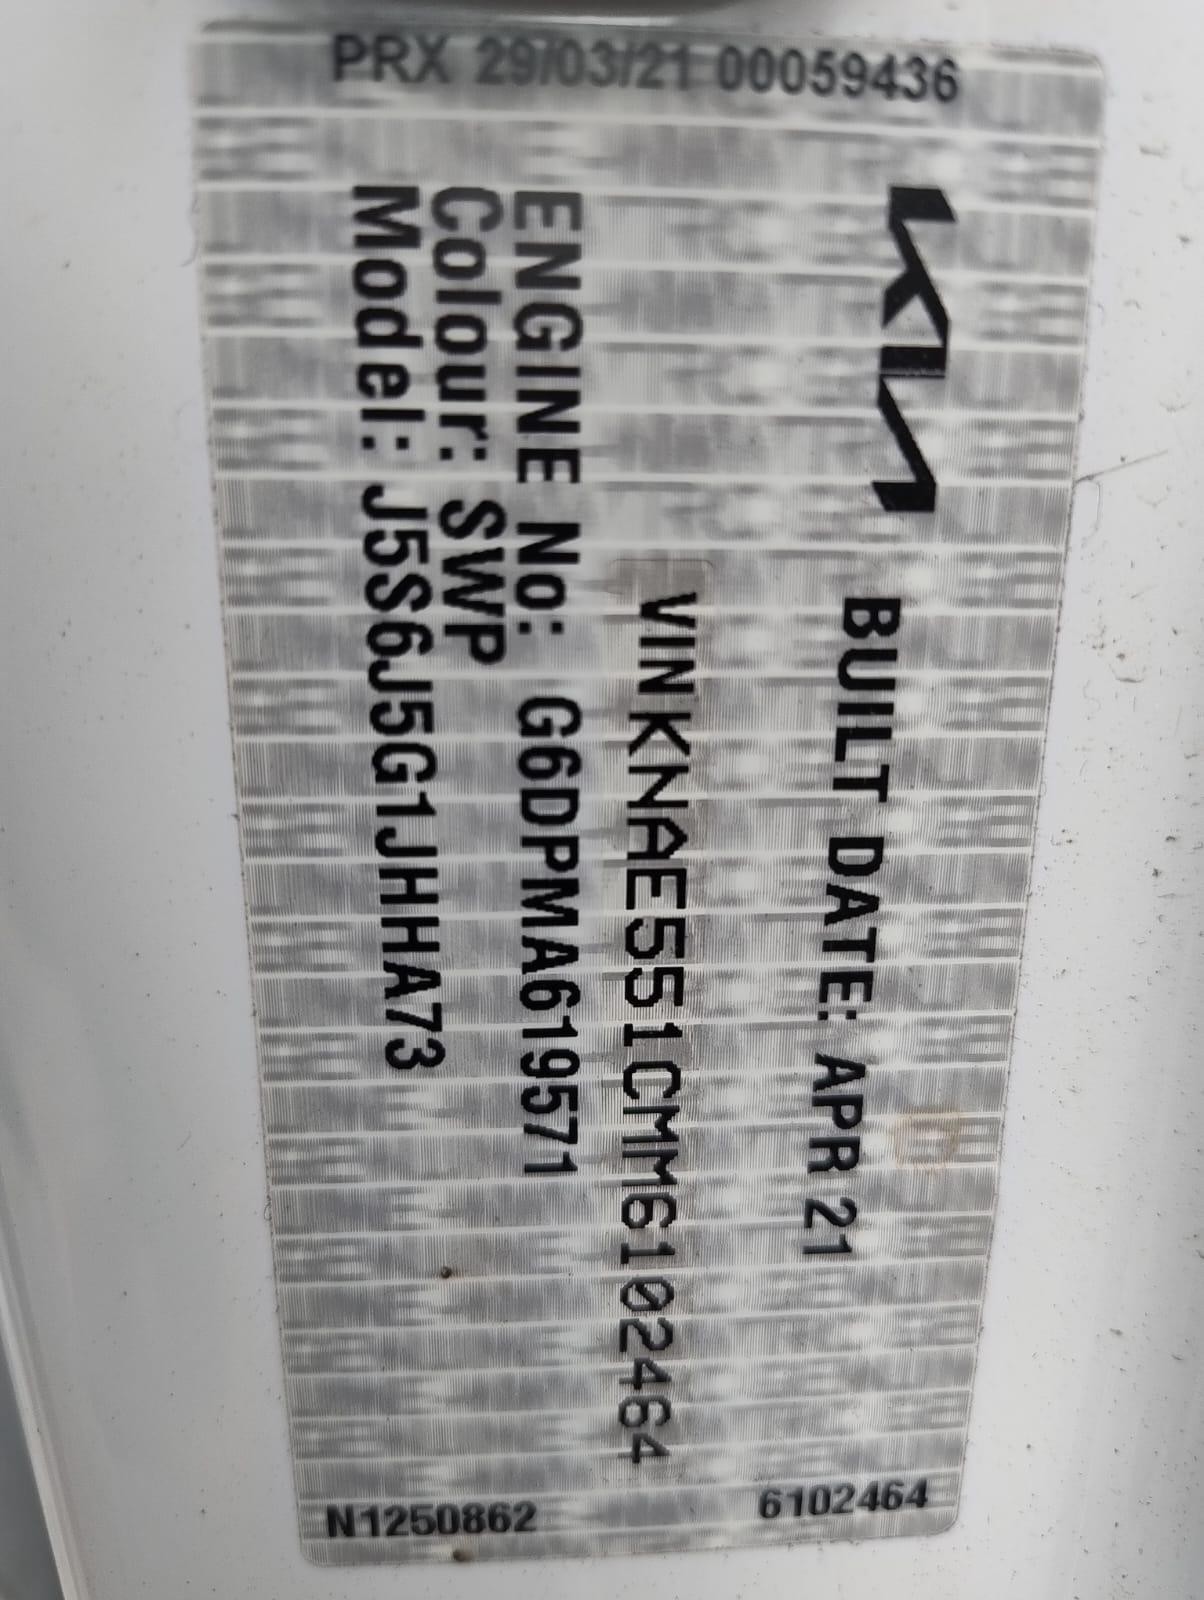 PRX 29/03/21 00059436
KIA BUILT DATE: APR 21
VIN KNAE551CMM6102464
ENGINE No: G6DPMA619571
Colour: SWP
Model: J5S6J5G1JHHA73
N1250862 6102464